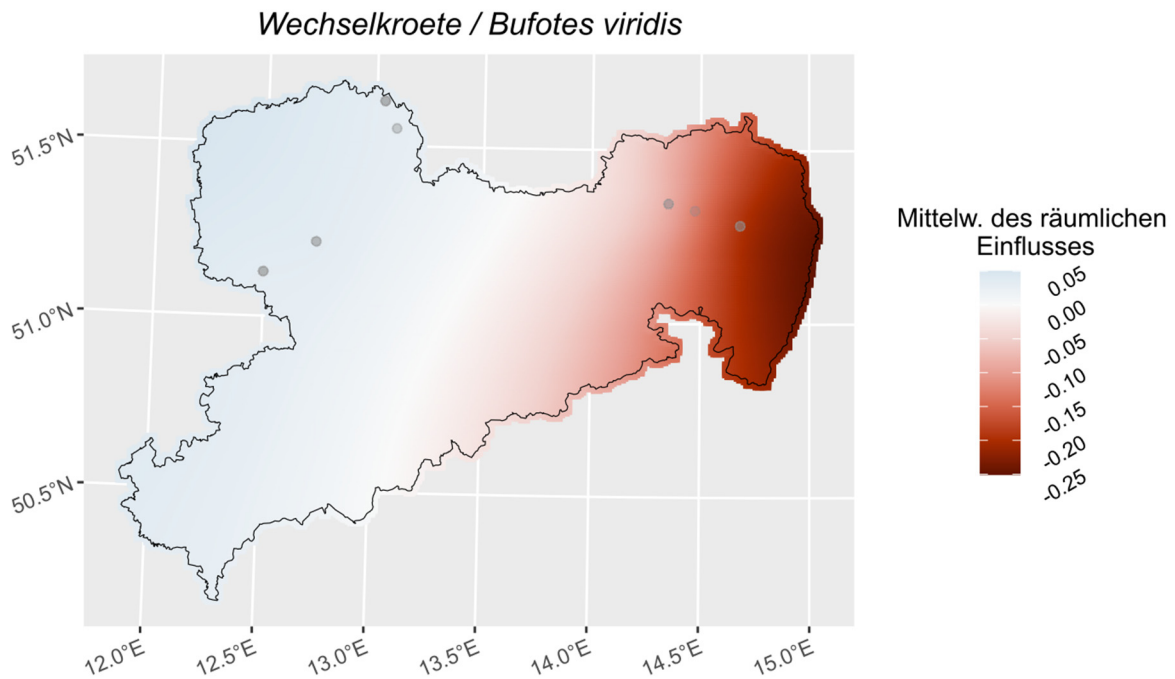 Wechselkroete / Bufotes viridis
51.5°N
51.0°N
50.5°N
12.0°E
12.5°E
13.0°E
13.5°E
14.0°E
14.5°E
15.0°E
Mittelw. des räumlichen
Einflusses
0.05
0.00
-0.05
-0.10
-0.15
-0.20
-0.25